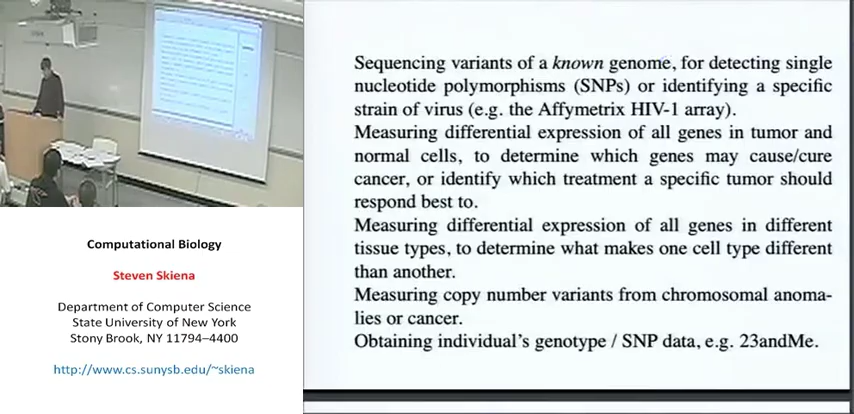 Computational Biology
Steven Skiena
Department of Computer Science
State University of New York
Stony Brook, NY 11794–4400
http://www.cs.sunysb.edu/~skiena
Sequencing variants of a known genome, for detecting single
nucleotide polymorphisms (SNPs) or identifying a specific
strain of virus (e.g. the Affymetrix HIV-1 array).
Measuring differential expression of all genes in tumor and
normal cells, to determine which genes may cause/cure
cancer, or identify which treatment a specific tumor should
respond best to.
Measuring differential expression of all genes in different
tissue types, to determine what makes one cell type different
than another.
Measuring copy number variants from chromosomal anoma-
lies or cancer.
Obtaining individual's genotype / SNP data, e.g. 23andMe.